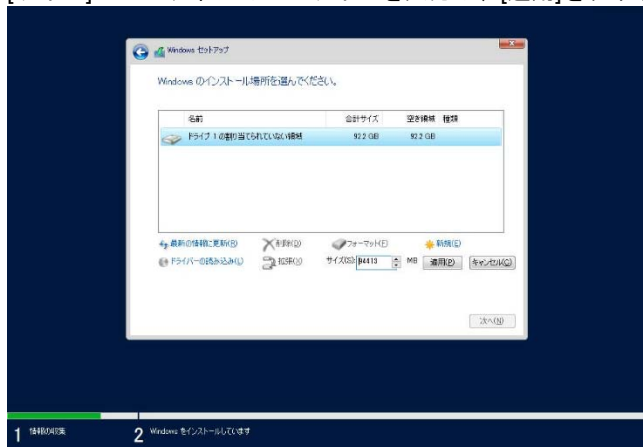 Windows セットアップ
Windows のインストール場所を選んでください。
名前 合計サイズ 空き領域 種類
ドライブ 1 の割り当てられていない領域 92.2 GB 92.2 GB
最新の情報に更新(R) 削除(D) フォーマット(F) 新規(E)
ドライバーの読み込み(L) 拡張(X) サイズ(S): 94413 MB 適用(P) キャンセル(C)
次へ(N)
1 情報の収集 2 Windows をインストールしています